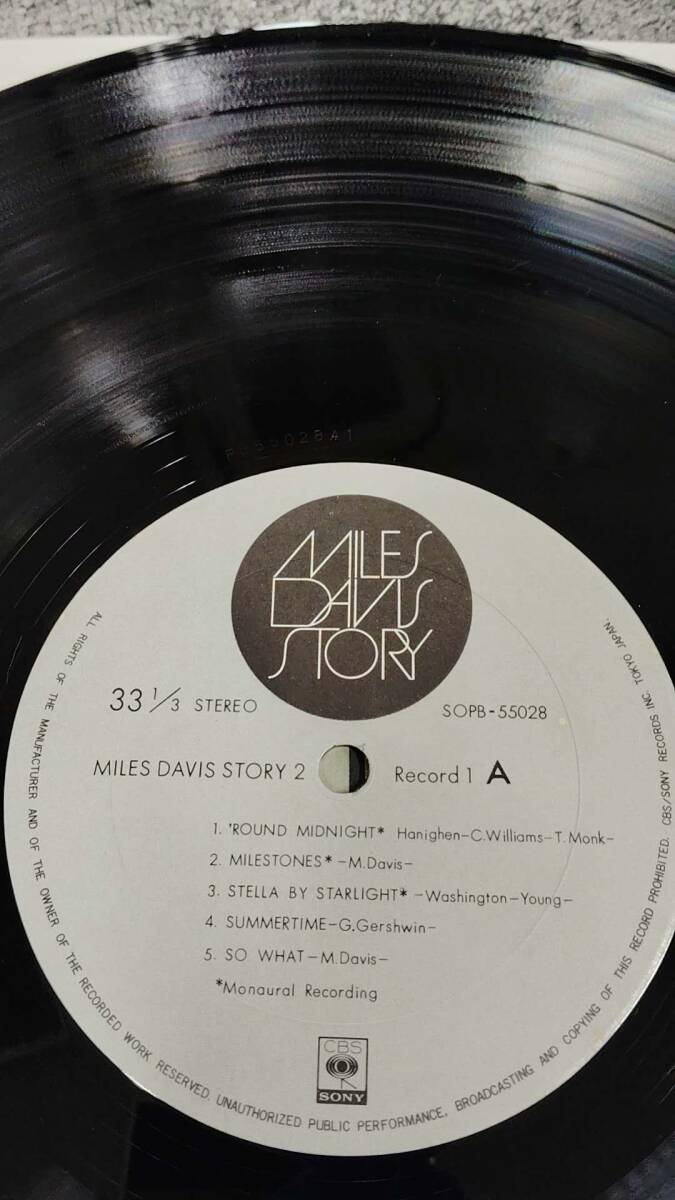 MILES
DAVIS
STORY
33 1/3 STEREO
SOPB-55028
MILES DAVIS STORY 2
Record 1 A
1. 'ROUND MIDNIGHT* Hanighen-C.Williams-T.Monk-
2. MILESTONES* -M.Davis-
3. STELLA BY STARLIGHT* -Washington-Young-
4. SUMMERTIME-G.Gershwin-
5. SO WHAT-M.Davis-
*Monaural Recording
CBS
SONY
ALL RIGHTS OF THE MANUFACTURER AND OF THE OWNER OF THE RECORDED WORK RESERVED. UNAUTHORIZED PUBLIC PERFORMANCE, BROADCASTING AND COPYING OF THIS RECORD PROHIBITED. CBS/SONY RECORDS INC. TOKYO JAPAN.